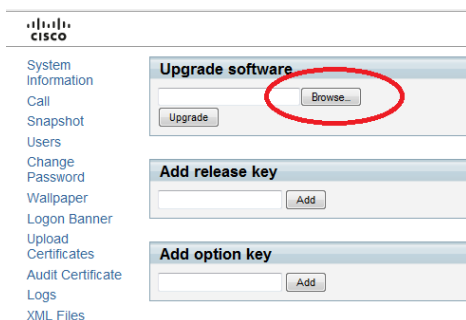 CISCO
System
Information
Call
Snapshot
Users
Change
Password
Wallpaper
Logon Banner
Upload
Certificates
Audit Certificate
Logs
XML Files
Upgrade software
Browse...
Upgrade
Add release key
Add
Add option key
Add